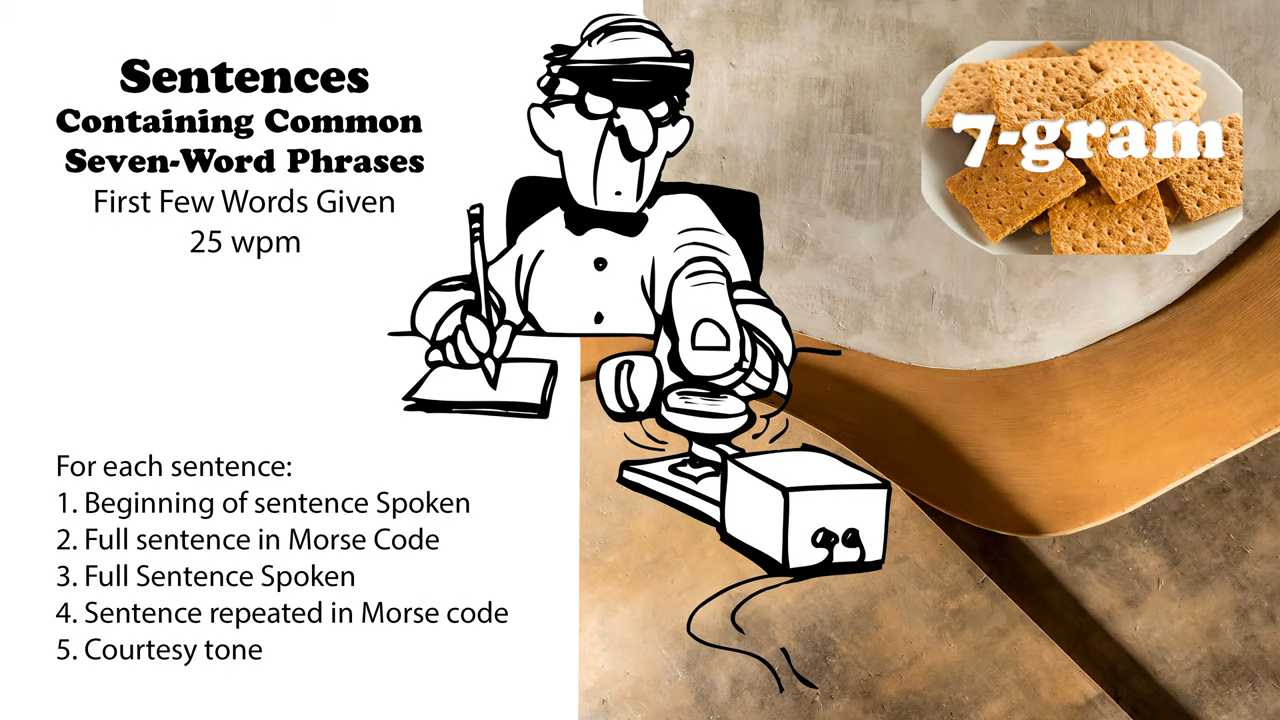 Sentences
Containing Common
Seven-Word Phrases
First Few Words Given
25 wpm
7-gram
For each sentence:
1. Beginning of sentence Spoken
2. Full sentence in Morse Code
3. Full Sentence Spoken
4. Sentence repeated in Morse code
5. Courtesy tone